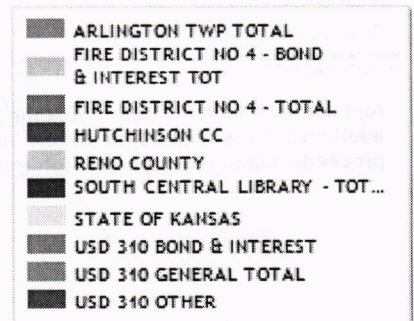 ARLINGTON TWP TOTAL
FIRE DISTRICT NO 4 - BOND
& INTEREST TOT
FIRE DISTRICT NO 4 - TOTAL
HUTCHINSON CC
RENO COUNTY
SOUTH CENTRAL LIBRARY - TOT...
STATE OF KANSAS
USD 310 BOND & INTEREST
USD 310 GENERAL TOTAL
USD 310 OTHER